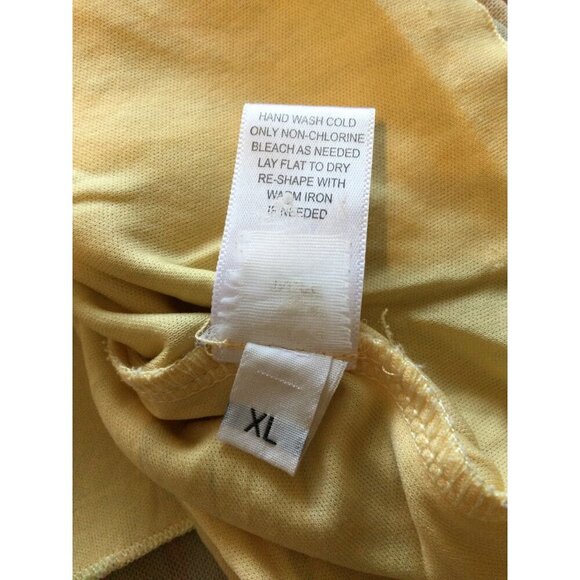 HAND WASH COLD
ONLY NON-CHLORINE
BLEACH AS NEEDED
LAY FLAT TO DRY
RE-SHAPE WITH
WARM IRON
IF NEEDED
XL